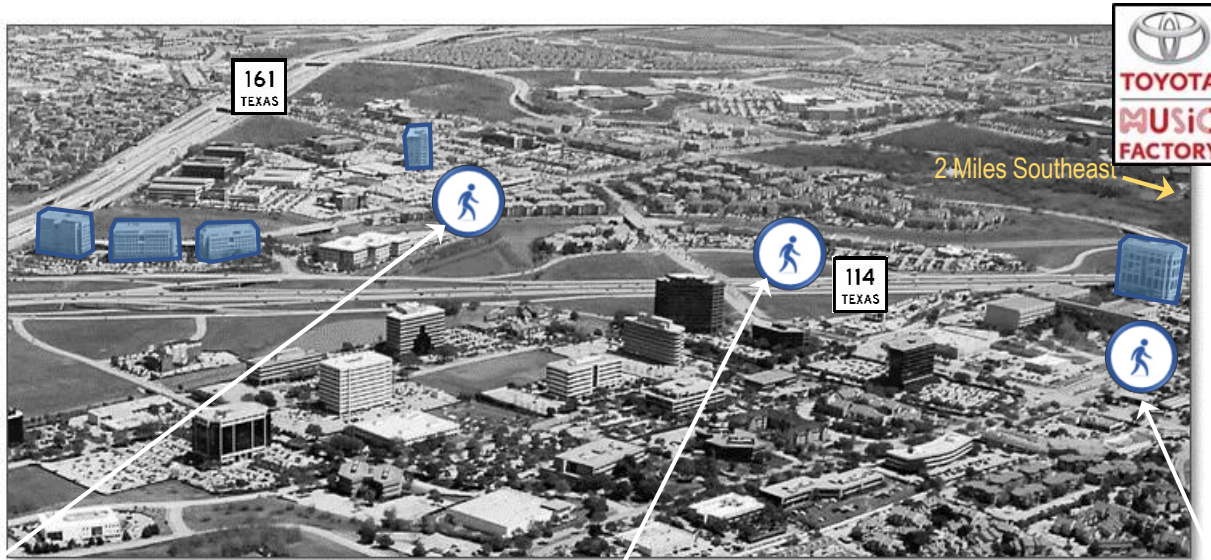 161
TEXAS
TOYOTA
MUSiC
FACTORY
2 Miles Southeast
114
TEXAS